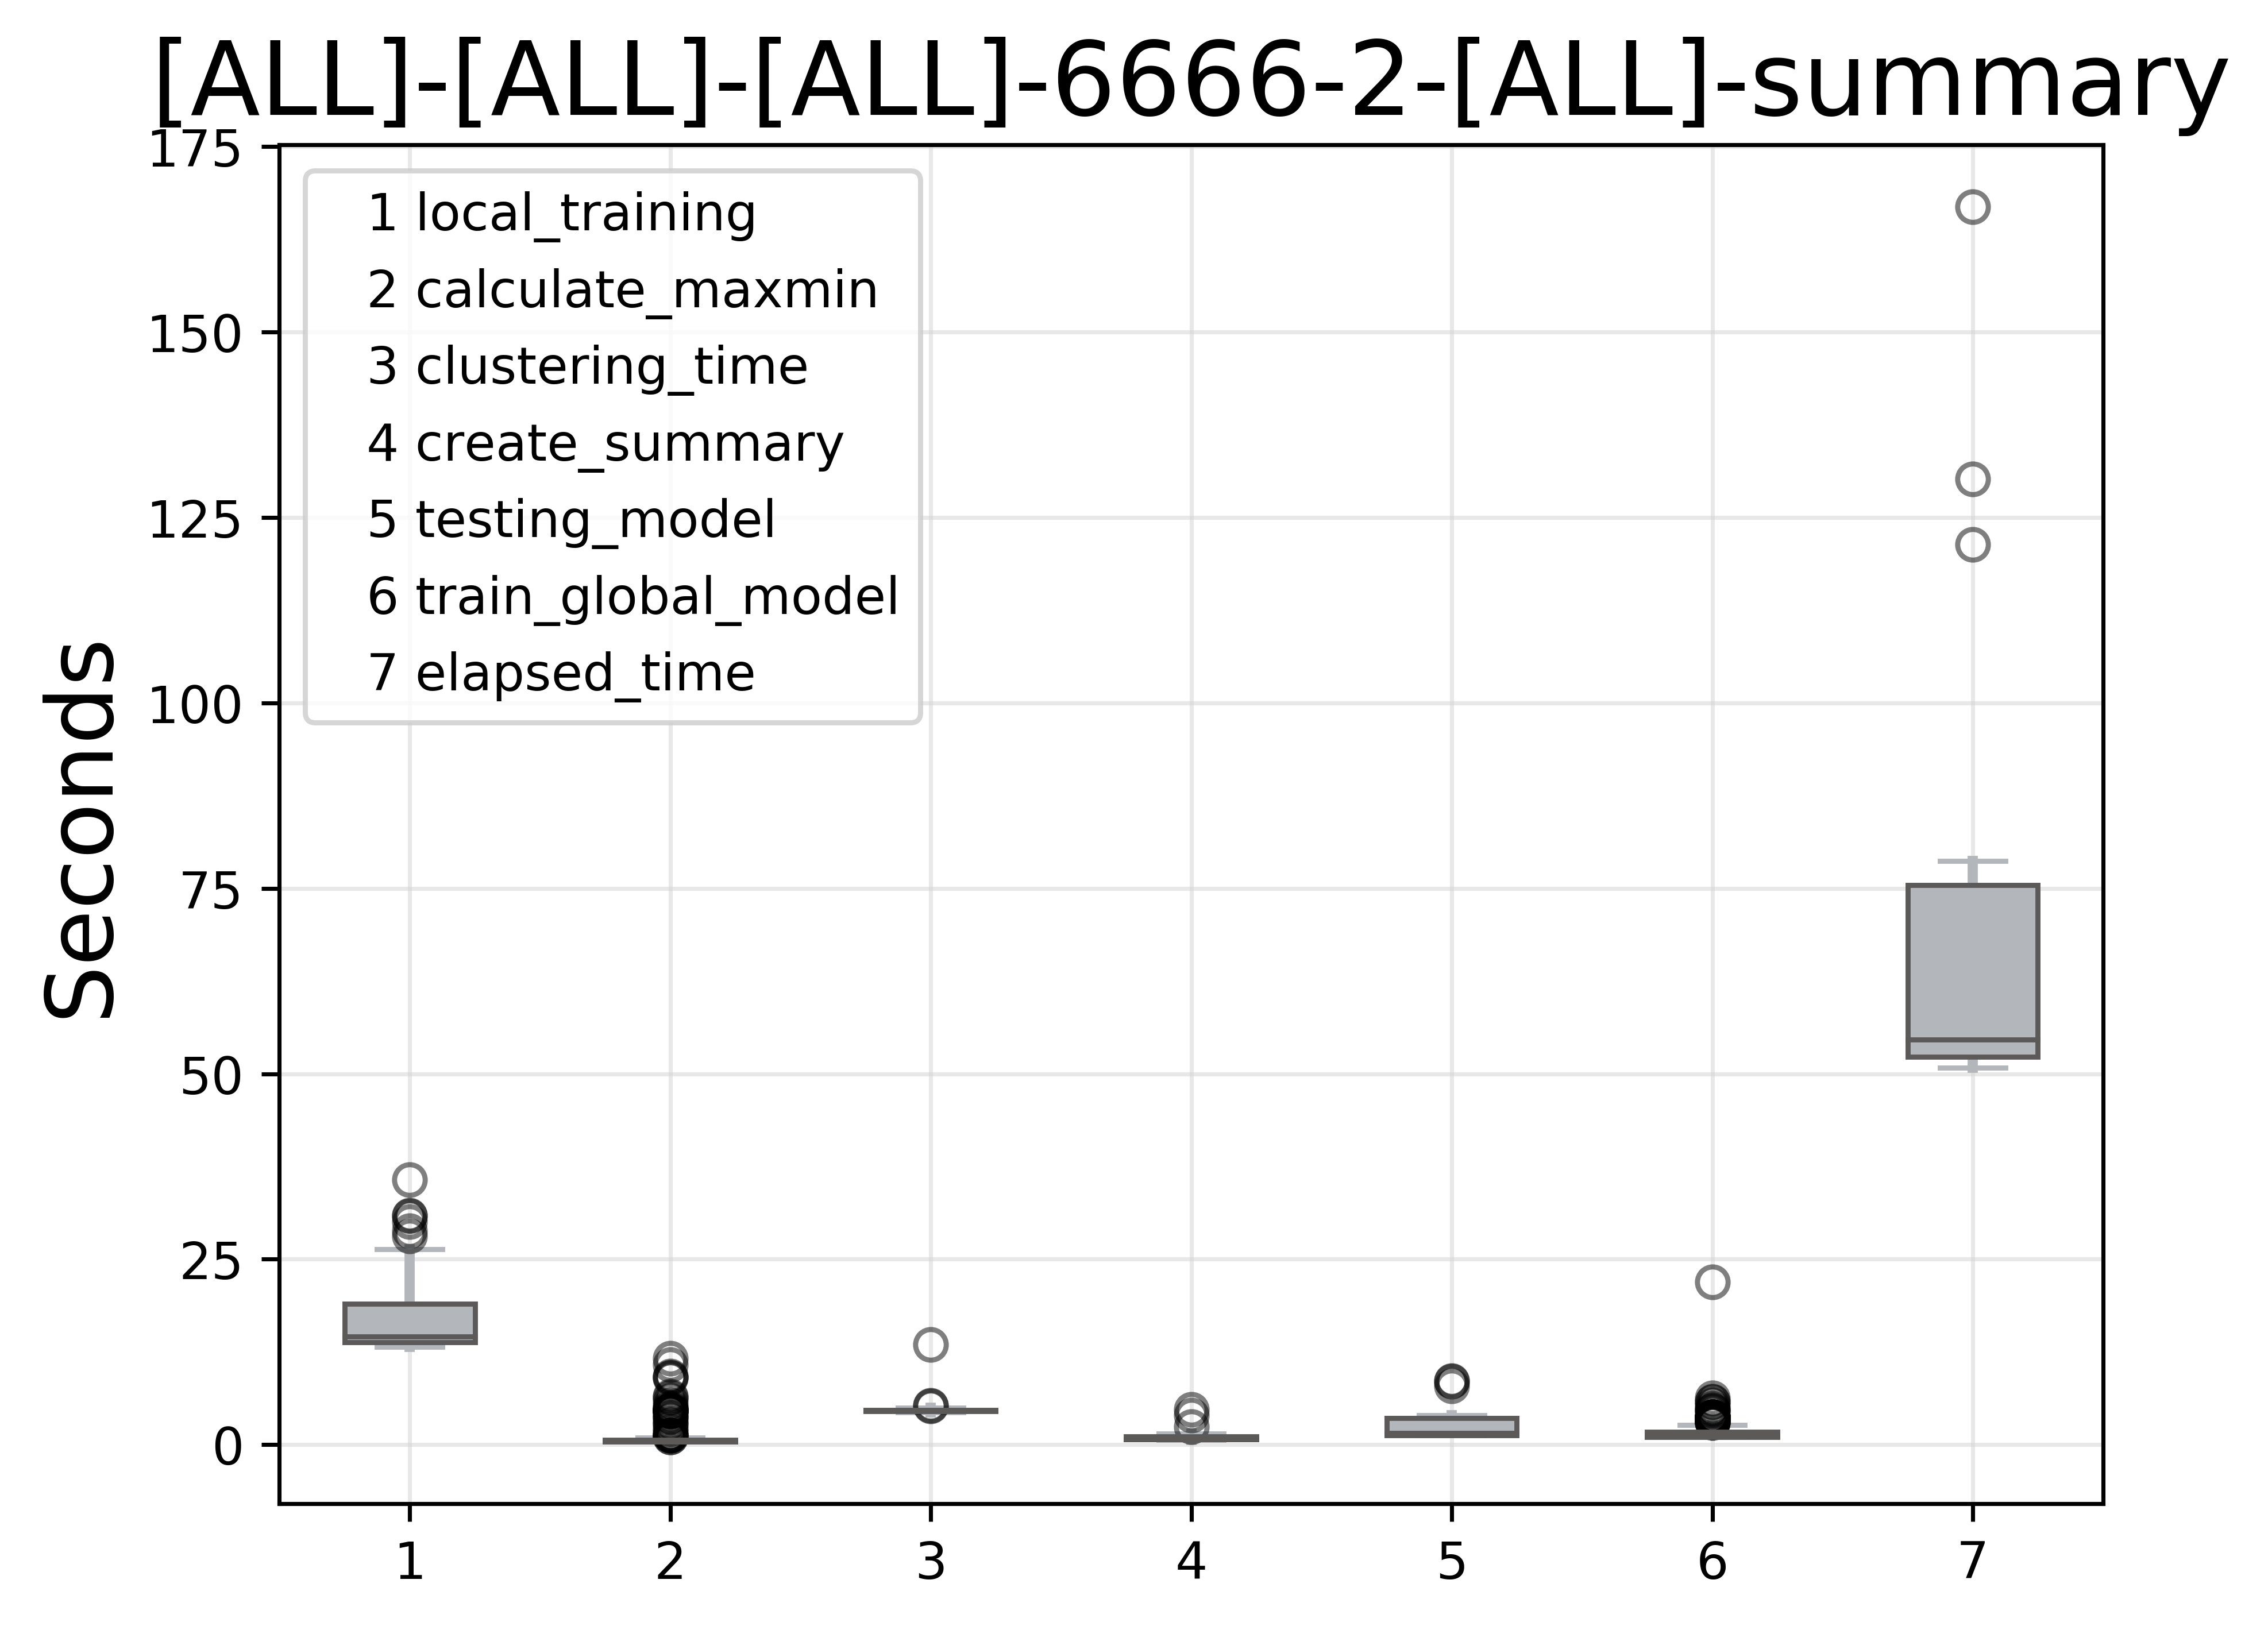 [ALL]-[ALL]-[ALL]-6666-2-[ALL]-summary
175
150
125
100
75
50
25
0
Seconds
1 local_training
2 calculate_maxmin
3 clustering_time
4 create_summary
5 testing_model
6 train_global_model
7 elapsed_time
1 2 3 4 5 6 7